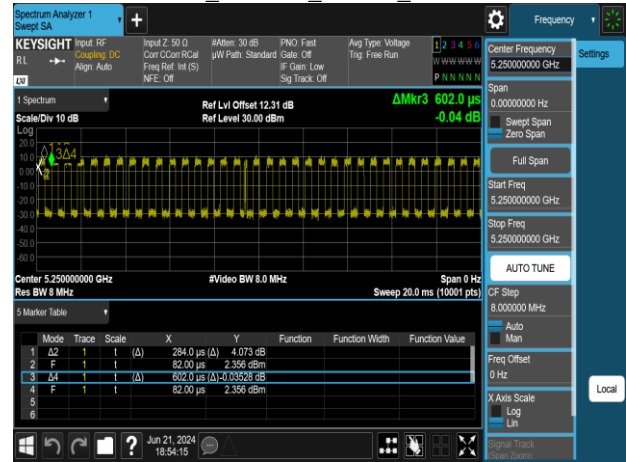 Spectrum Analyzer 1
Swept SA
Frequency
KEYSIGHT
RL
LXI
Input: RF
Coupling: DC
Align: Auto
Input Z: 50 Ω
Corr CCorr RCal
Freq Ref: Int (S)
NFE: Off
#Atten: 30 dB
µW Path: Standard
PNO: Fast
Gate: Off
IF Gain: Low
Sig Track: Off
Avg Type: Voltage
Trig: Free Run
1 2 3 4 5 6
W W W W W W
P N N N N N
1 Spectrum
Scale/Div 10 dB
Ref Lvl Offset 12.31 dB
Ref Level 30.00 dBm
ΔMkr3 602.0 µs
-0.04 dB
Log
20.0
10.0
0.00
-10.0
-20.0
-30.0
-40.0
-50.0
-60.0
3Δ4
Center 5.250000000 GHz
Res BW 8 MHz
#Video BW 8.0 MHz
Span 0 Hz
Sweep 20.0 ms (10001 pts)
5 Marker Table
Mode Trace Scale X Y Function Function Width Function Value
1 Δ2 1 t (Δ) 284.0 µs (Δ) 4.073 dB
2 F 1 t 82.00 µs 2.356 dBm
3 Δ4 1 t (Δ) 602.0 µs (Δ) -0.03528 dB
4 F 1 t 82.00 µs 2.356 dBm
5
6
Jun 21, 2024
18:54:15
Center Frequency
5.250000000 GHz
Settings
Span
0.00000000 Hz
Swept Span
Zero Span
Full Span
Start Freq
5.250000000 GHz
Stop Freq
5.250000000 GHz
AUTO TUNE
CF Step
8.000000 MHz
Auto
Man
Freq Offset
0 Hz
X Axis Scale
Log
Lin
Local
Signal Track
(Span Zoom)